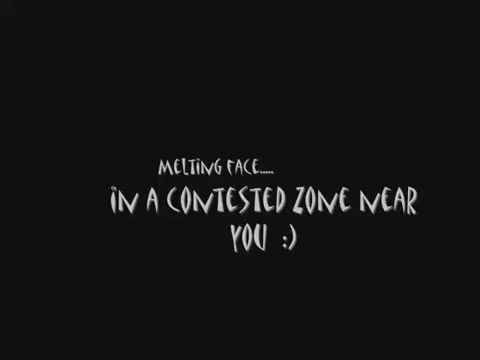 MELTING FACE.....
IN A CONTESTED ZONE NEAR
YOU :)